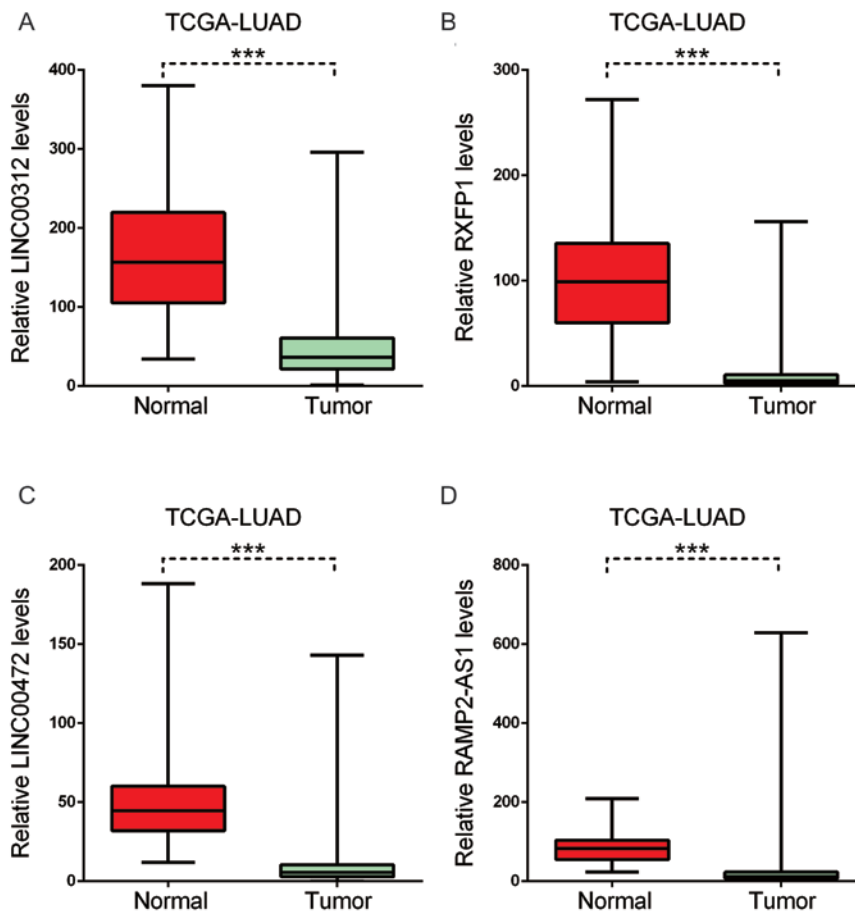 A
TCGA-LUAD
***
Relative LINC00312 levels
400
300
200
100
0
Normal
Tumor
B
TCGA-LUAD
***
Relative RXFP1 levels
300
200
100
0
Normal
Tumor
C
TCGA-LUAD
***
Relative LINC00472 levels
200
150
100
50
0
Normal
Tumor
D
TCGA-LUAD
***
Relative RAMP2-AS1 levels
800
600
400
200
0
Normal
Tumor